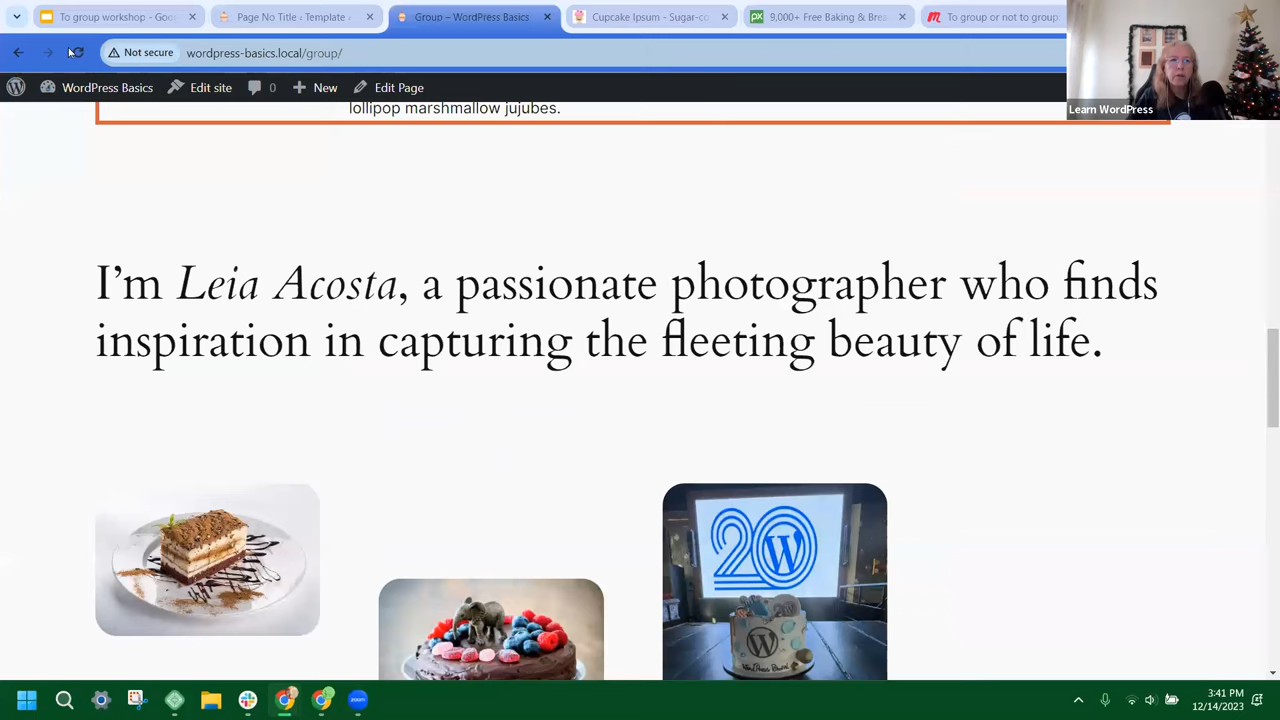 To group workshop - Goo
Page No Title ‹ Template
Group – WordPress Basics
Cupcake Ipsum - Sugar-co
9,000+ Free Baking & Brea
To group or not to group
Not secure
wordpress-basics.local/group/
WordPress Basics
Edit site
0
New
Edit Page
Learn WordPress
lollipop marshmallow jujubes.
I'm Leia Acosta, a passionate photographer who finds
inspiration in capturing the fleeting beauty of life.
20
W
3:41 PM
12/14/2023